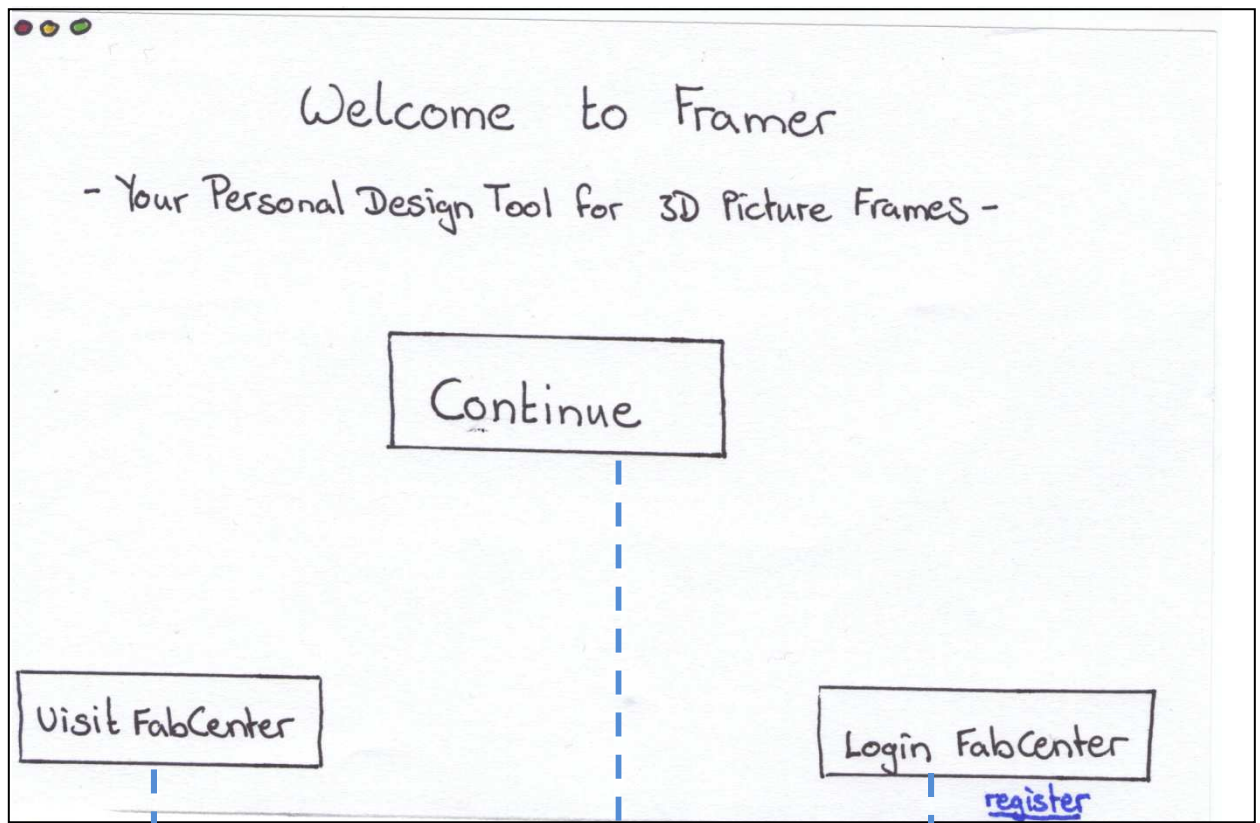 Welcome to Framer
- Your Personal Design Tool for 3D Picture Frames -
Continue
Visit FabCenter
Login FabCenter
register